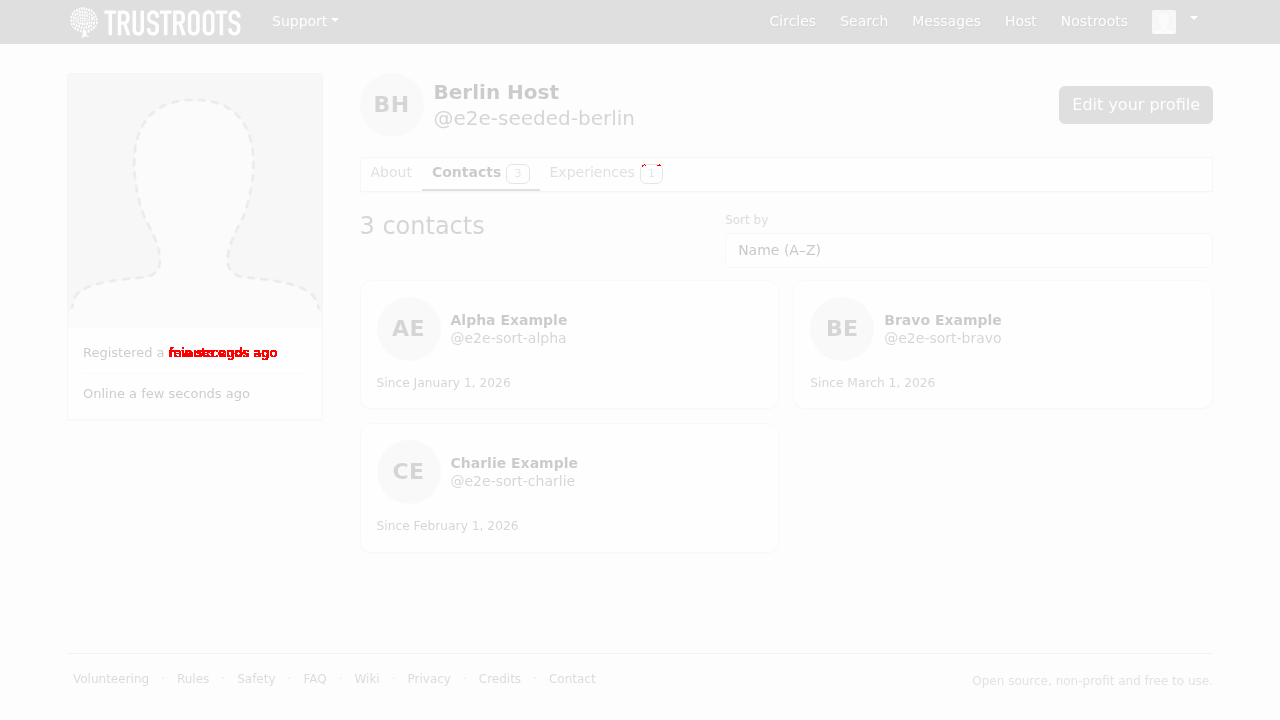 TRUSTROOTS Support Circles Search Messages Host Nostroots
BH Berlin Host
@e2e-seeded-berlin
Edit your profile
About Contacts 3 Experiences 1
3 contacts
Sort by
Name (A–Z)
AE Alpha Example
@e2e-sort-alpha
Since January 1, 2026
BE Bravo Example
@e2e-sort-bravo
Since March 1, 2026
CE Charlie Example
@e2e-sort-charlie
Since February 1, 2026
Registered a ago
Online a few seconds ago
Volunteering · Rules · Safety · FAQ · Wiki · Privacy · Credits · Contact
Open source, non-profit and free to use.